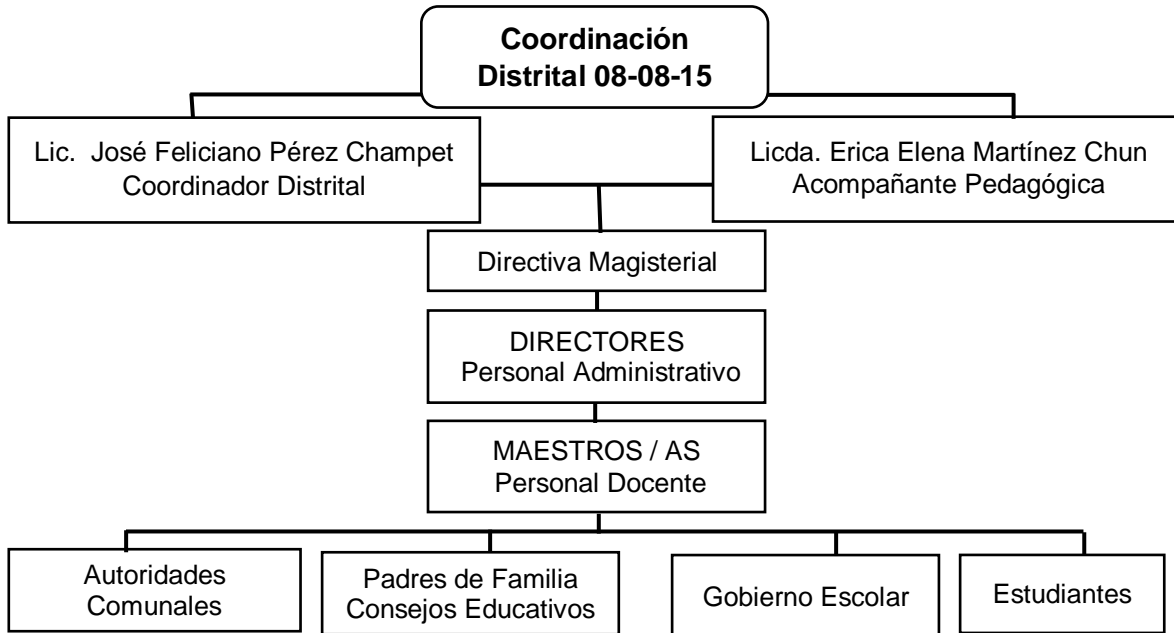 Coordinación
Distrital 08-08-15
Lic. José Feliciano Pérez Champet
Coordinador Distrital
Licda. Erica Elena Martínez Chun
Acompañante Pedagógica
Directiva Magisterial
DIRECTORES
Personal Administrativo
MAESTROS / AS
Personal Docente
Autoridades
Comunales
Padres de Familia
Consejos Educativos
Gobierno Escolar
Estudiantes